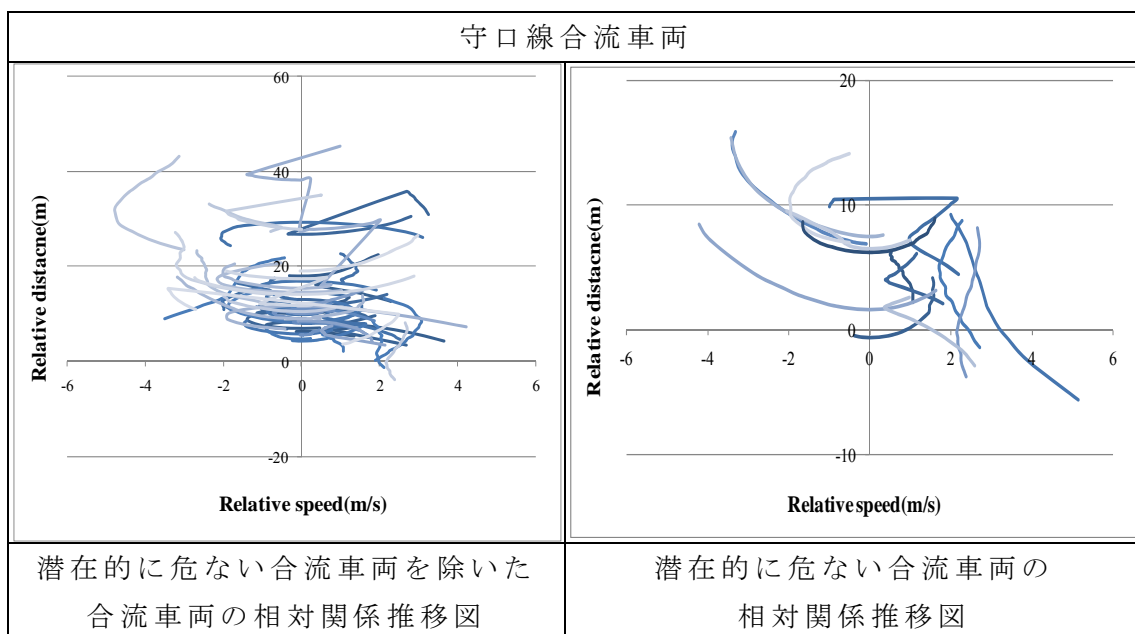 守口線合流車両
60
40
20
0
-20
-6
-4
-2
0
2
4
6
Relative distacne(m)
Relative speed(m/s)
20
10
0
-10
-6
-4
-2
0
2
4
6
Relative distacne(m)
Relative speed(m/s)
潜在的に危ない合流車両を除いた
合流車両の相対関係推移図
潜在的に危ない合流車両の
相対関係推移図